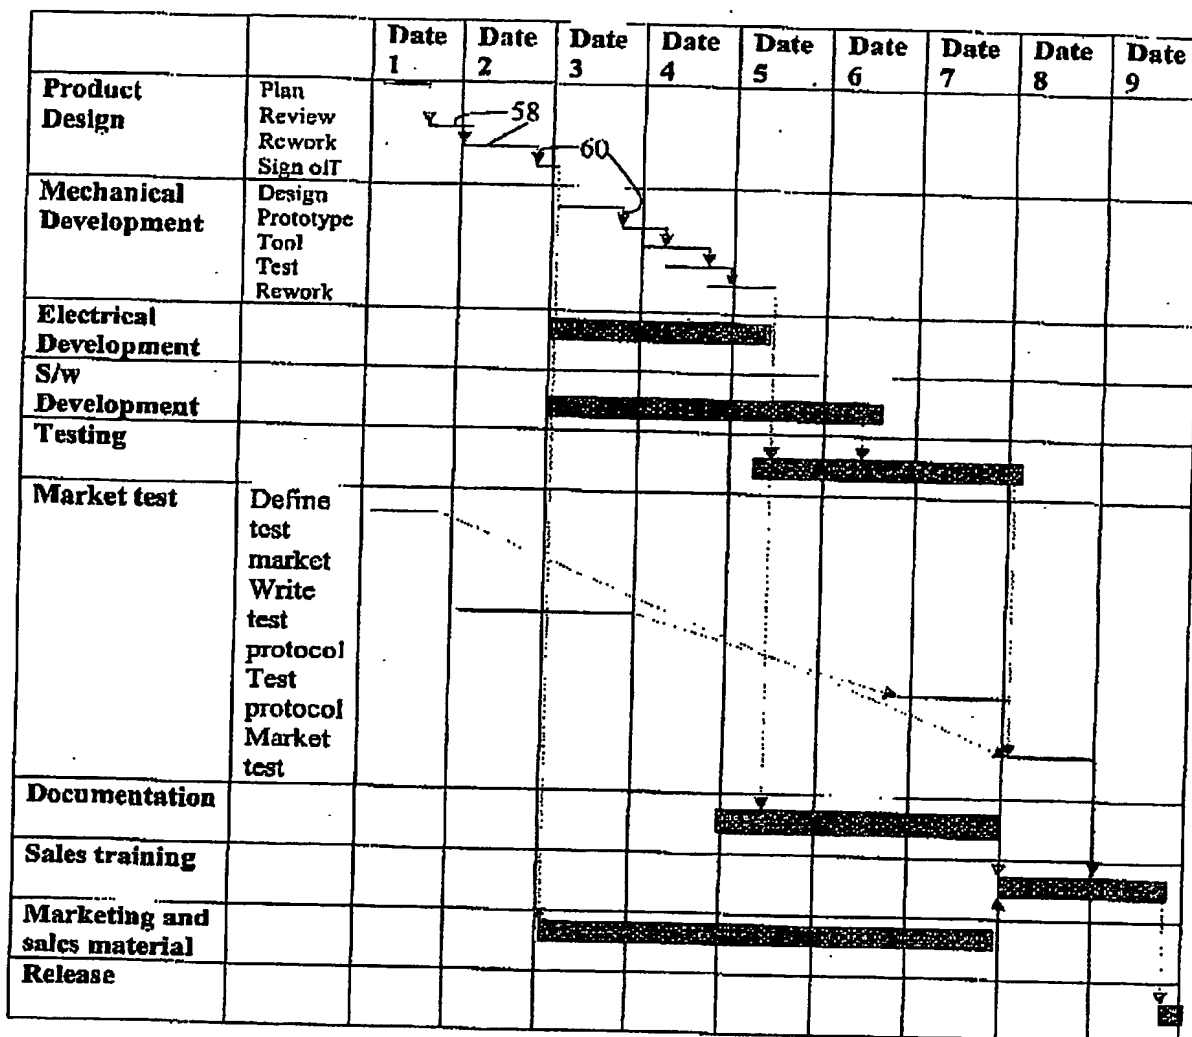 Date Date Date Date Date Date Date Date Date
1 2 3 4 5 6 7 8 9
Product Plan
Design Review
58
Rework
60
Sign off
Mechanical Design
Development Prototype
Tool
Test
Rework
Electrical
Development
S/w
Development
Testing
Market test Define
test
market
Write
test
protocol
Test
protocol
Market
test
Documentation
Sales training
Marketing and
sales material
Release